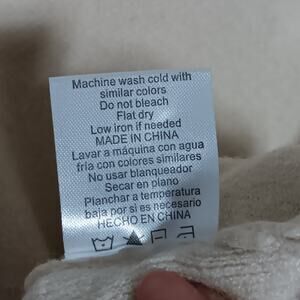 Machine wash cold with
similar colors
Do not bleach
Flat dry
Low iron if needed
MADE IN CHINA
Lavar a máquina con agua
fría con colores similares
No usar blanqueador
Secar en plano
Planchar a temperatura
baja por si es necesario
HECHO EN CHINA